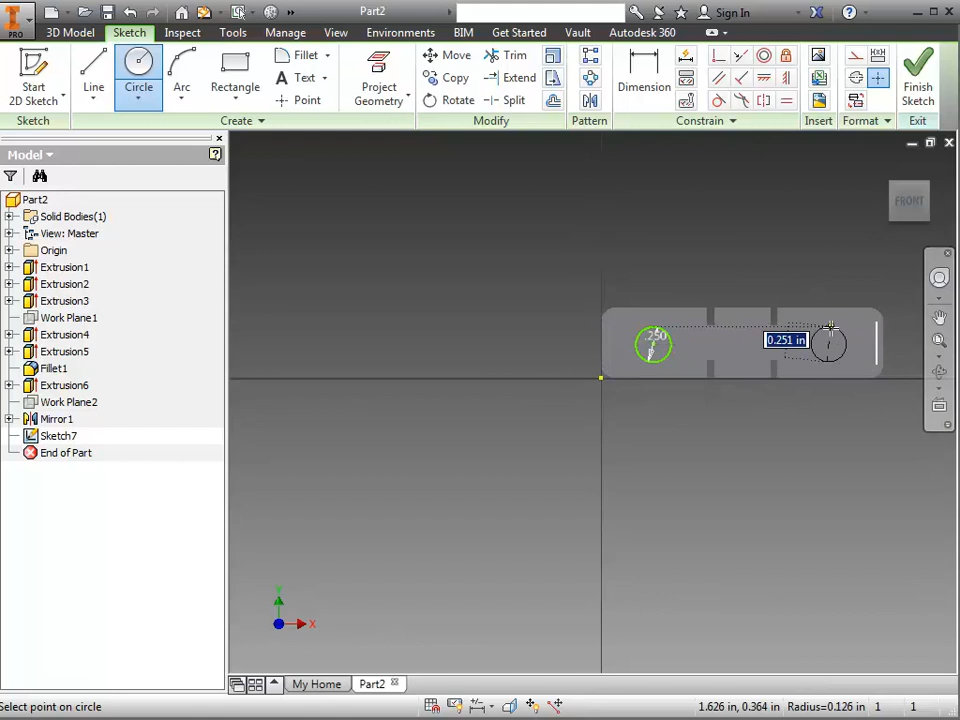 Part2
Sign In
PRO
3D Model Sketch Inspect Tools Manage View Environments BIM Get Started Vault Autodesk 360
Start
2D Sketch
Line
Circle
Arc
Rectangle
Fillet
Text
Point
Project
Geometry
Move
Copy
Rotate
Trim
Extend
Split
Dimension
Finish
Sketch
Sketch
Create
Modify
Pattern
Constrain
Insert
Format
Exit
Model
Part2
Solid Bodies(1)
View: Master
Origin
Extrusion1
Extrusion2
Extrusion3
Work Plane1
Extrusion4
Extrusion5
Fillet1
Extrusion6
Work Plane2
Mirror1
Sketch7
End of Part
FRONT
.250
0.251 in
Y
X
My Home
Part2
Select point on circle
1.626 in, 0.364 in
Radius=0.126 in
1
1